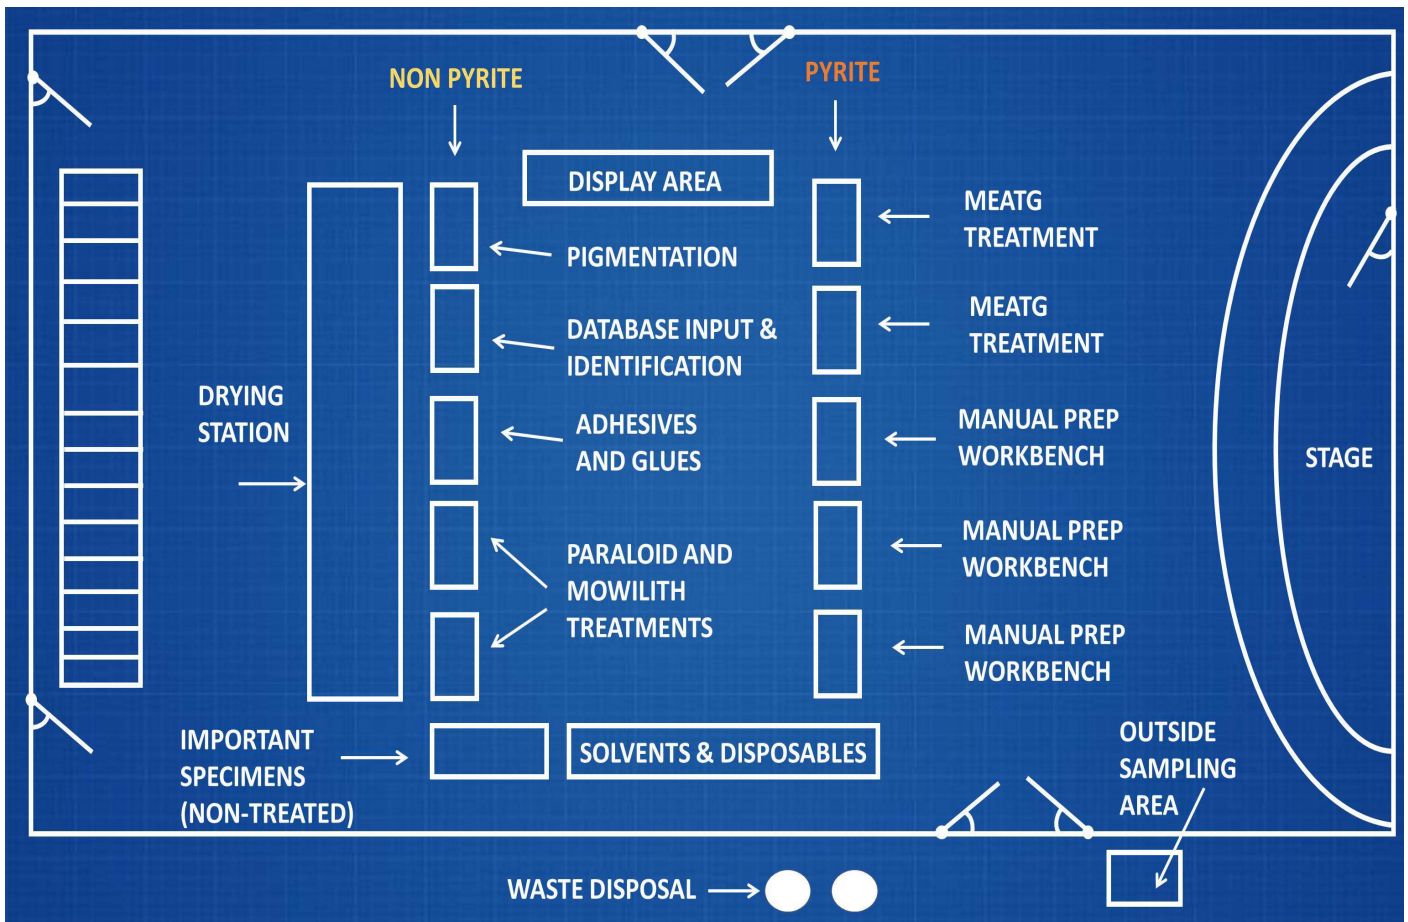 NON PYRITE
PYRITE
DISPLAY AREA
PIGMENTATION
DATABASE INPUT &
IDENTIFICATION
ADHESIVES
AND GLUES
PARALOID AND
MOWILITH
TREATMENTS
MEATG
TREATMENT
MEATG
TREATMENT
MANUAL PREP
WORKBENCH
MANUAL PREP
WORKBENCH
MANUAL PREP
WORKBENCH
DRYING
STATION
STAGE
IMPORTANT
SPECIMENS
(NON-TREATED)
SOLVENTS & DISPOSABLES
OUTSIDE
SAMPLING
AREA
WASTE DISPOSAL